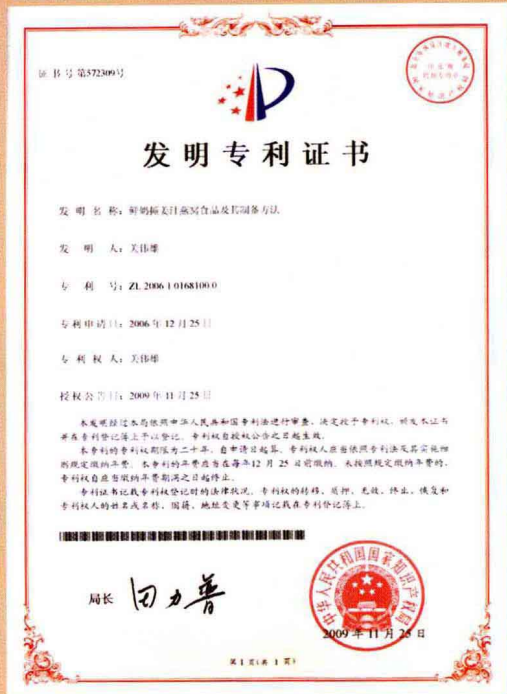 证书号第572309号
发明专利证书
发明名称：鲜奶撞姜汁燕窝食品及其制备方法
发明人：关伟雄
专利号：ZL 2006 1 0168100.0
专利申请日：2006年12月25日
专利权人：关伟雄
授权公告日：2009年11月25日
本发明经过本局依照中华人民共和国专利法进行审查，决定授予专利权，颁发本证书
并在专利登记簿上予以登记。专利权自授权公告之日起生效。
本专利的专利权期限为二十年，自申请日起算。专利权人应当依照专利法及其实施细
则规定缴纳年费。本专利的年费应当在每年12月25日前缴纳。未按照规定缴纳年费的，
专利权自应当缴纳年费期满之日起终止。
专利证书记载专利权登记时的法律状况。专利权的转移、质押、无效、终止、恢复和
专利权人的姓名或名称、国籍、地址变更等事项记载在专利登记簿上。
局长 田力普
中华人民共和国国家知识产权局
2009年11月25日
第1页(共1页)